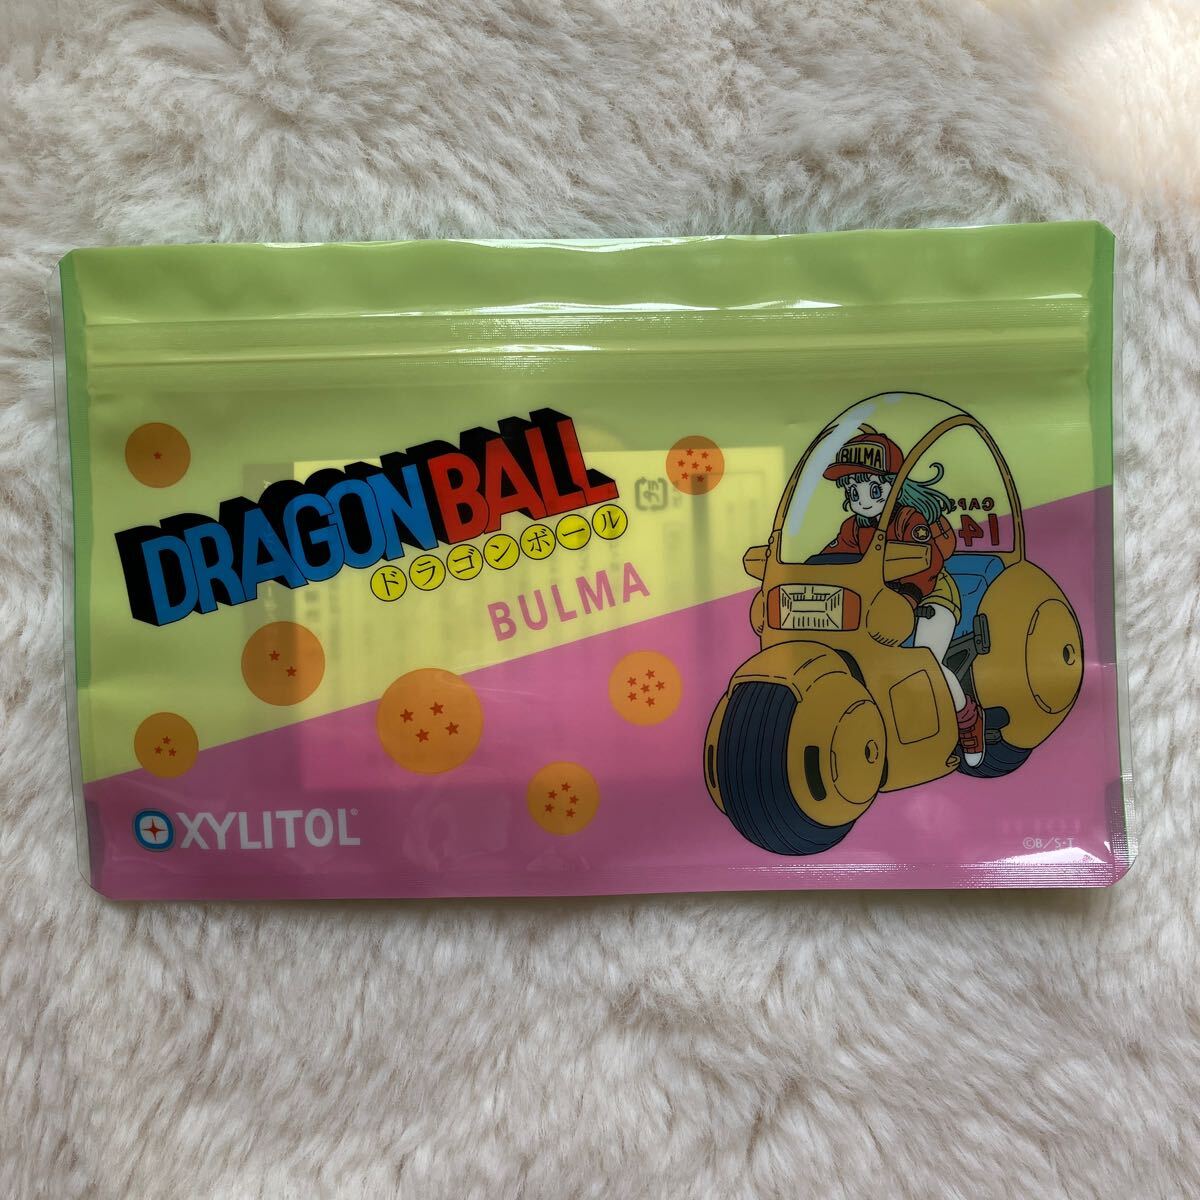 DRAGONBALL
ドラゴンボール
BULMA
BULMA
CAPS
14
XYLITOL®
©B/S・T